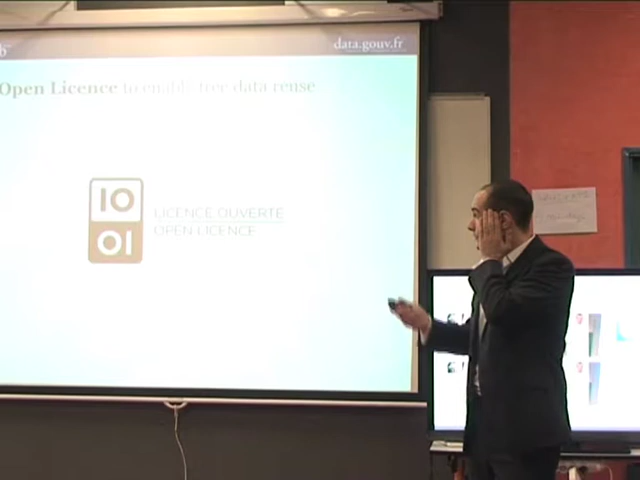 b
data.gouv.fr
Open Licence to enable free data reuse
IO
OI
LICENCE OUVERTE
OPEN LICENCE